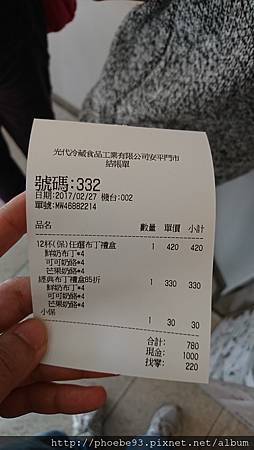 光代冷藏食品工業有限公司安平門市
結帳單
號碼:332
日期:2017/02/27 機台:002
單號:MW46882214
品名 數量 單價 小計
12杯(保)任選布丁禮盒 1 420 420
鮮奶布丁*4
可可奶酪*4
芒果奶酪*4
經典布丁禮盒85折 1 330 330
鮮奶布丁*4
可可奶酪*4
芒果奶酪*4
小保 1 30 30
合計: 780
現金: 1000
找零: 220
http://phoebe93.pixnet.net/album